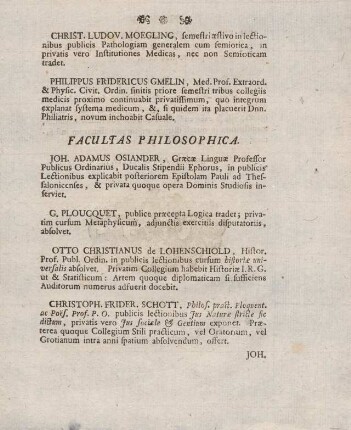 CHRIST. LUDOV. MOEGLING, semestri æstivo in lectio-
nibus publicis Pathologiam generalem cum semiotica, in
privatis vero Institutiones Medicas, nec non Semioticam
tradet.
PHILIPPUS FRIDERICUS GMELIN, Med. Prof. Extraord.
& Physic. Civit. Ordin. finitis priore semestri tribus collegiis
medicis proximo continuabit privatissimum, quo integrum
explanat systema medicum, &, si quidem ita placuerit Dnn.
Philiatris, novum inchoabit Casuale.
FACULTAS PHILOSOPHICA.
JOH. ADAMUS OSIANDER, Græcæ Linguæ Professor
Publicus Ordinarius, Ducalis Stipendii Ephorus, in publicis
Lectionibus explicabit posteriorem Epistolam Pauli ad Thes-
salonicenses, & privata quoque opera Dominis Studiosis in-
serviet.
G. PLOUCQUET, publice præcepta Logica tradet; priva-
tim cursum Metaphysicum, adjunctis exercitiis disputatoriis,
absolvet.
OTTO CHRISTIANUS de LOHENSCHIOLD, Histor.
Prof. Publ. Ordin. in publicis lectionibus cursum historiæ uni-
versalis absolvet. Privatim Collegium habebit Historiæ I. R. G.
ut & Statisticum: Artem quoque diplomaticam si sufficiens
Auditorum numerus adfuerit docebit.
CHRISTOPH. FRIDER. SCHOTT, Philos. pract. Eloquent.
ac Poës. Prof. P. O. publicis lectionibus Jus Naturæ stricte sic
dictum, privatis vero Jus sociale & Gentium exponet. Præ-
terea quoque Collegium Stili practicum, vel Oratorium, vel
Grotianum intra anni spatium absolvendum, offert.
JOH.